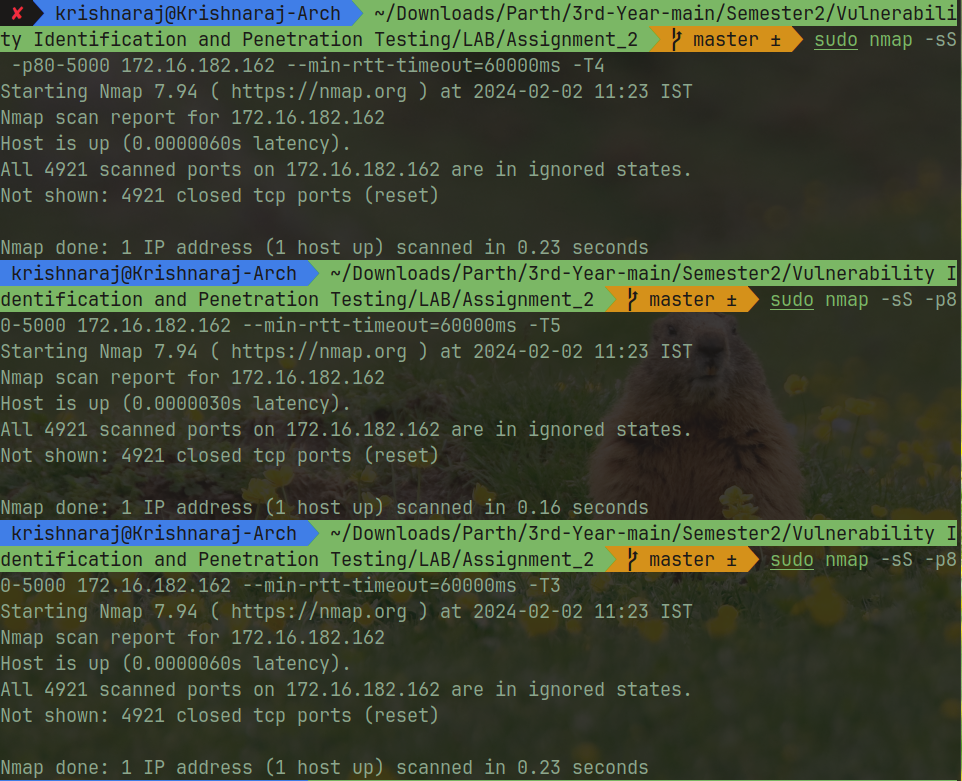 ✘ krishnaraj@Krishnaraj-Arch ~/Downloads/Parth/3rd-Year-main/Semester2/Vulnerabili
ty Identification and Penetration Testing/LAB/Assignment_2 master ± sudo nmap -sS
-p80-5000 172.16.182.162 --min-rtt-timeout=60000ms -T4
Starting Nmap 7.94 ( https://nmap.org ) at 2024-02-02 11:23 IST
Nmap scan report for 172.16.182.162
Host is up (0.0000060s latency).
All 4921 scanned ports on 172.16.182.162 are in ignored states.
Not shown: 4921 closed tcp ports (reset)
Nmap done: 1 IP address (1 host up) scanned in 0.23 seconds
krishnaraj@Krishnaraj-Arch ~/Downloads/Parth/3rd-Year-main/Semester2/Vulnerability I
dentification and Penetration Testing/LAB/Assignment_2 master ± sudo nmap -sS -p8
0-5000 172.16.182.162 --min-rtt-timeout=60000ms -T5
Starting Nmap 7.94 ( https://nmap.org ) at 2024-02-02 11:23 IST
Nmap scan report for 172.16.182.162
Host is up (0.0000030s latency).
All 4921 scanned ports on 172.16.182.162 are in ignored states.
Not shown: 4921 closed tcp ports (reset)
Nmap done: 1 IP address (1 host up) scanned in 0.16 seconds
krishnaraj@Krishnaraj-Arch ~/Downloads/Parth/3rd-Year-main/Semester2/Vulnerability I
dentification and Penetration Testing/LAB/Assignment_2 master ± sudo nmap -sS -p8
0-5000 172.16.182.162 --min-rtt-timeout=60000ms -T3
Starting Nmap 7.94 ( https://nmap.org ) at 2024-02-02 11:23 IST
Nmap scan report for 172.16.182.162
Host is up (0.0000060s latency).
All 4921 scanned ports on 172.16.182.162 are in ignored states.
Not shown: 4921 closed tcp ports (reset)
Nmap done: 1 IP address (1 host up) scanned in 0.23 seconds